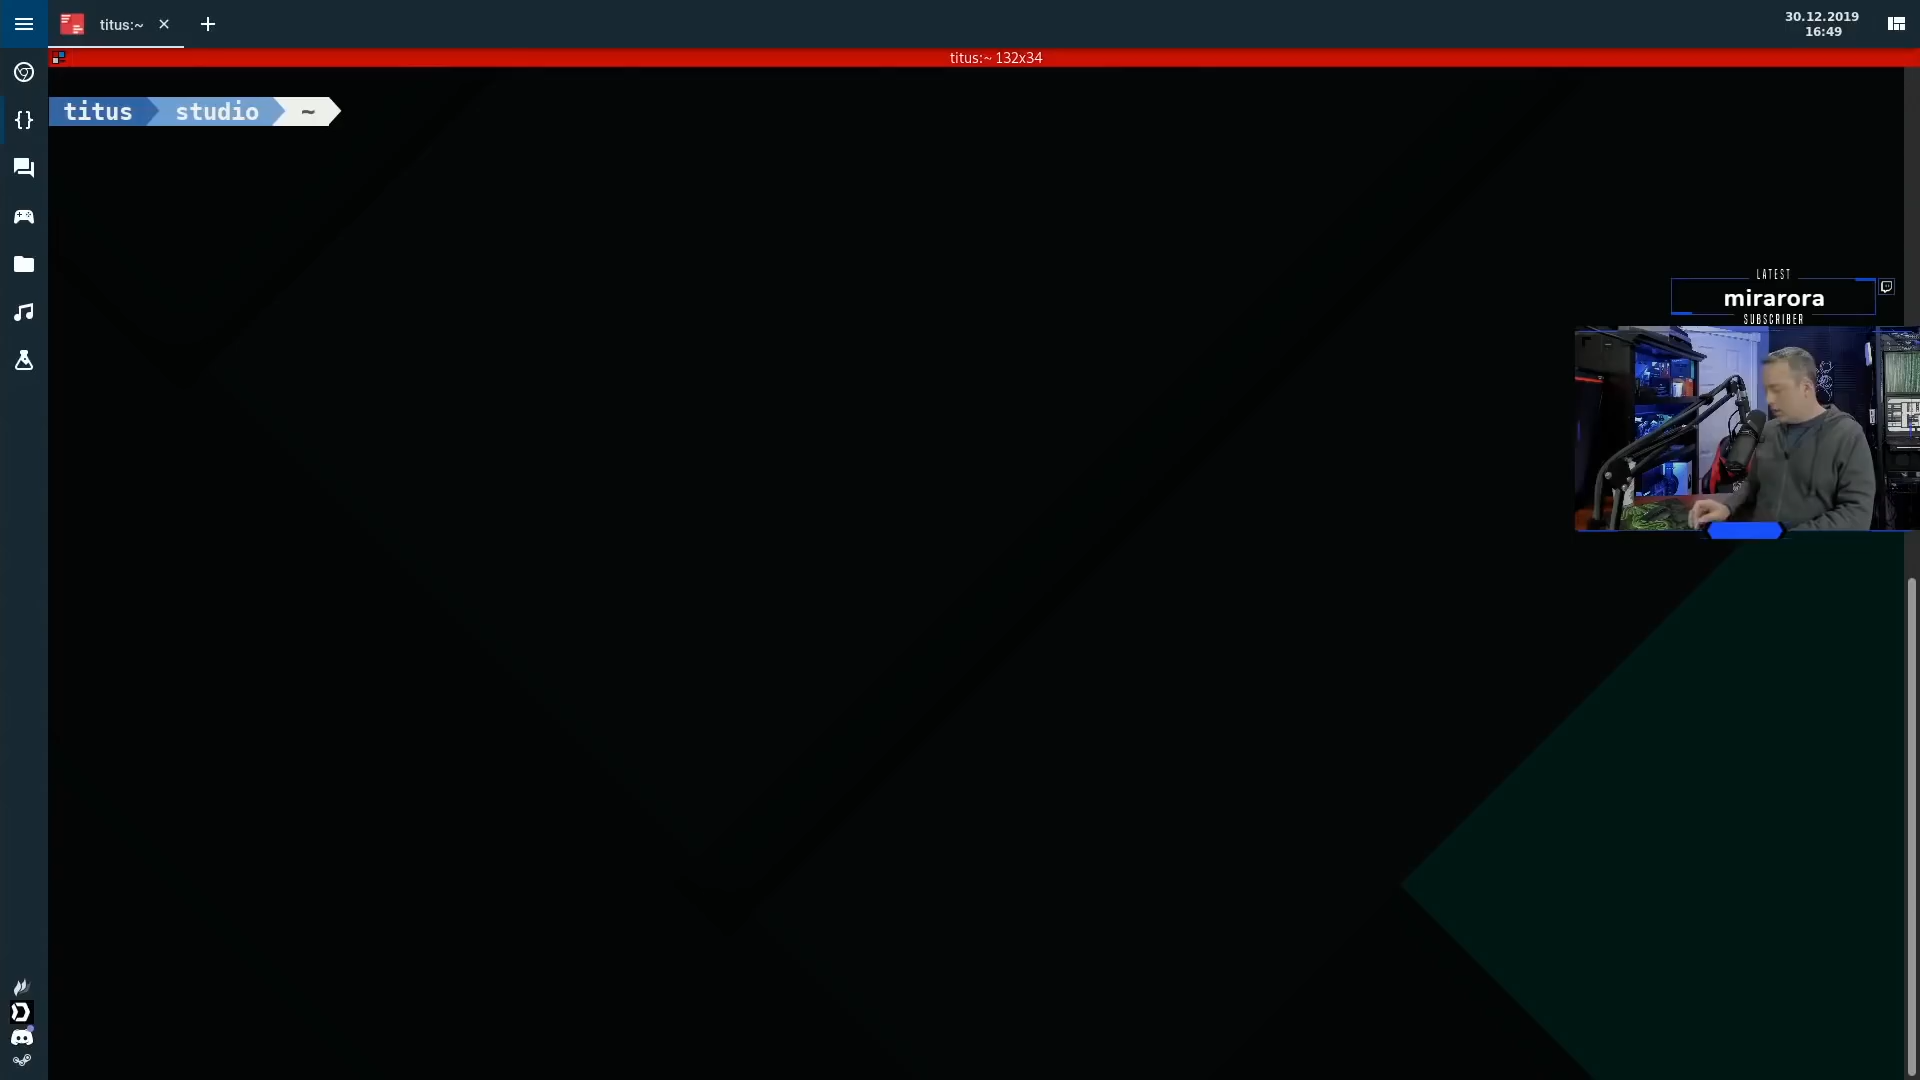 titus:~
30.12.2019
16:49
titus:~ 132x34
titus studio ~
LATEST
mirarora
SUBSCRIBER